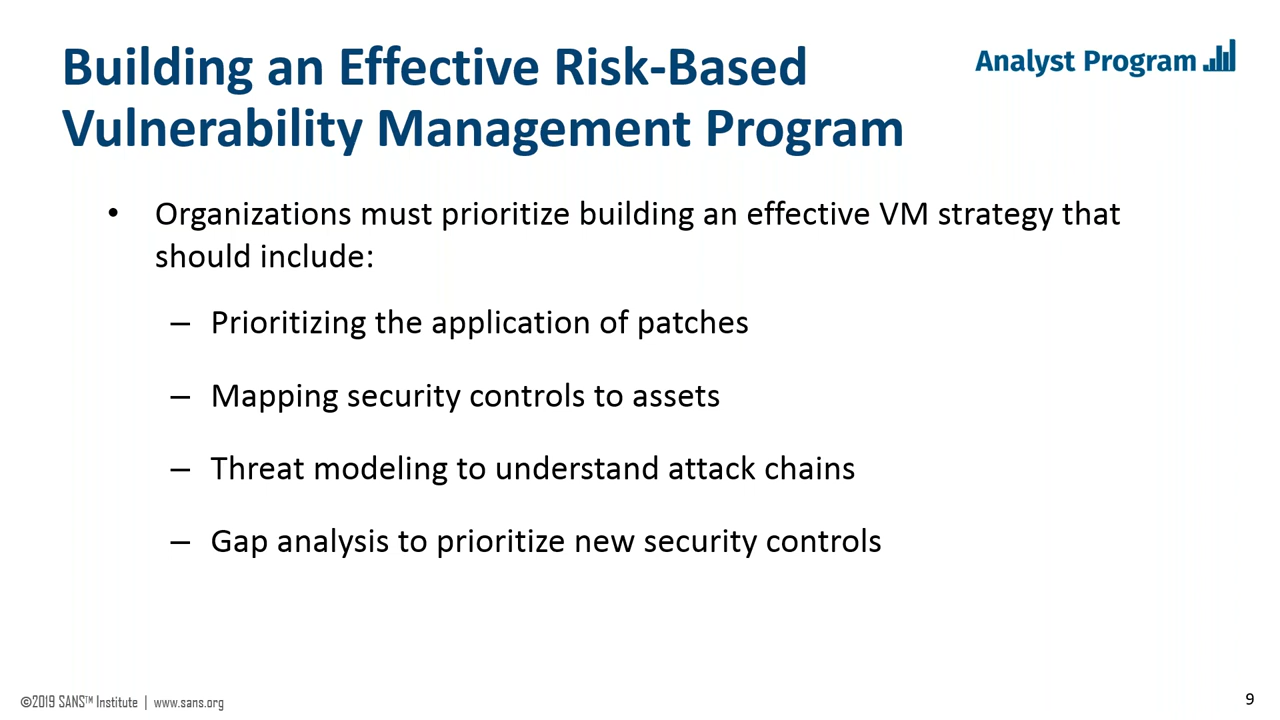 Building an Effective Risk-Based
Vulnerability Management Program
Analyst Program
• Organizations must prioritize building an effective VM strategy that
should include:
– Prioritizing the application of patches
– Mapping security controls to assets
– Threat modeling to understand attack chains
– Gap analysis to prioritize new security controls
©2019 SANS™ Institute | www.sans.org
9